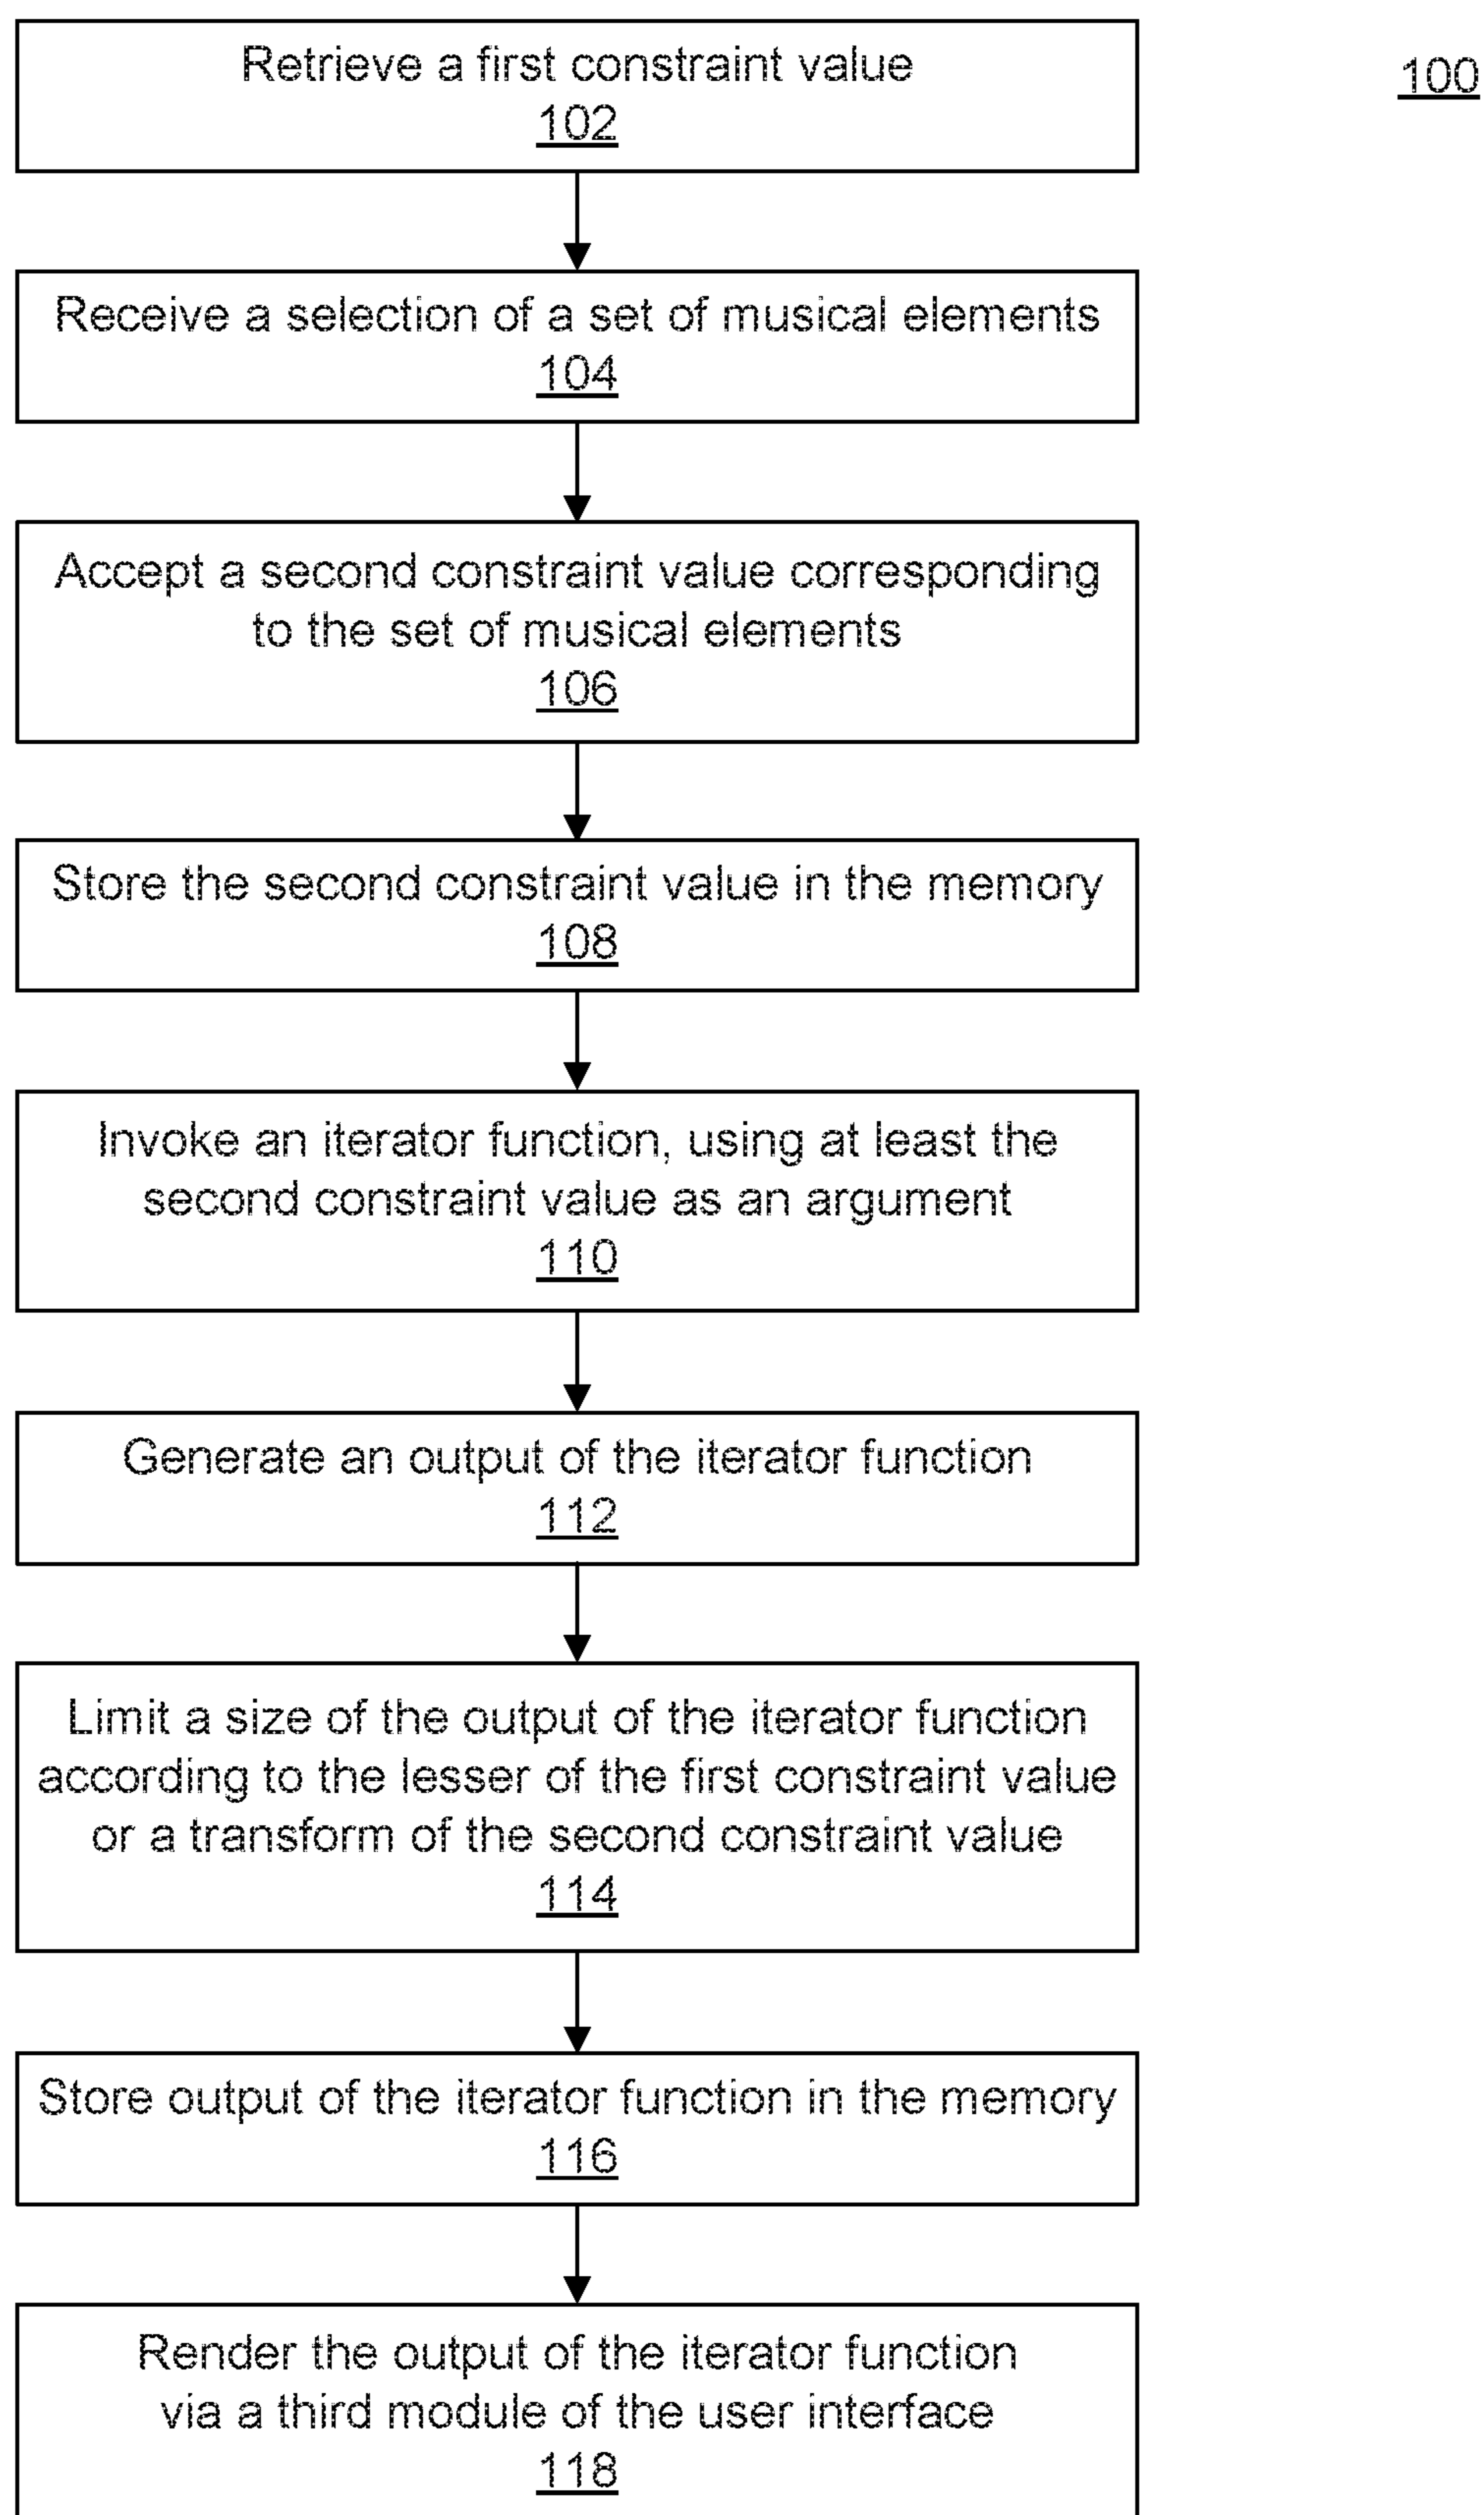 Retrieve a first constraint value
102
100
Receive a selection of a set of musical elements
104
Accept a second constraint value corresponding
to the set of musical elements
106
Store the second constraint value in the memory
108
Invoke an iterator function, using at least the
second constraint value as an argument
110
Generate an output of the iterator function
112
Limit a size of the output of the iterator function
according to the lesser of the first constraint value
or a transform of the second constraint value
114
Store output of the iterator function in the memory
116
Render the output of the iterator function
via a third module of the user interface
118